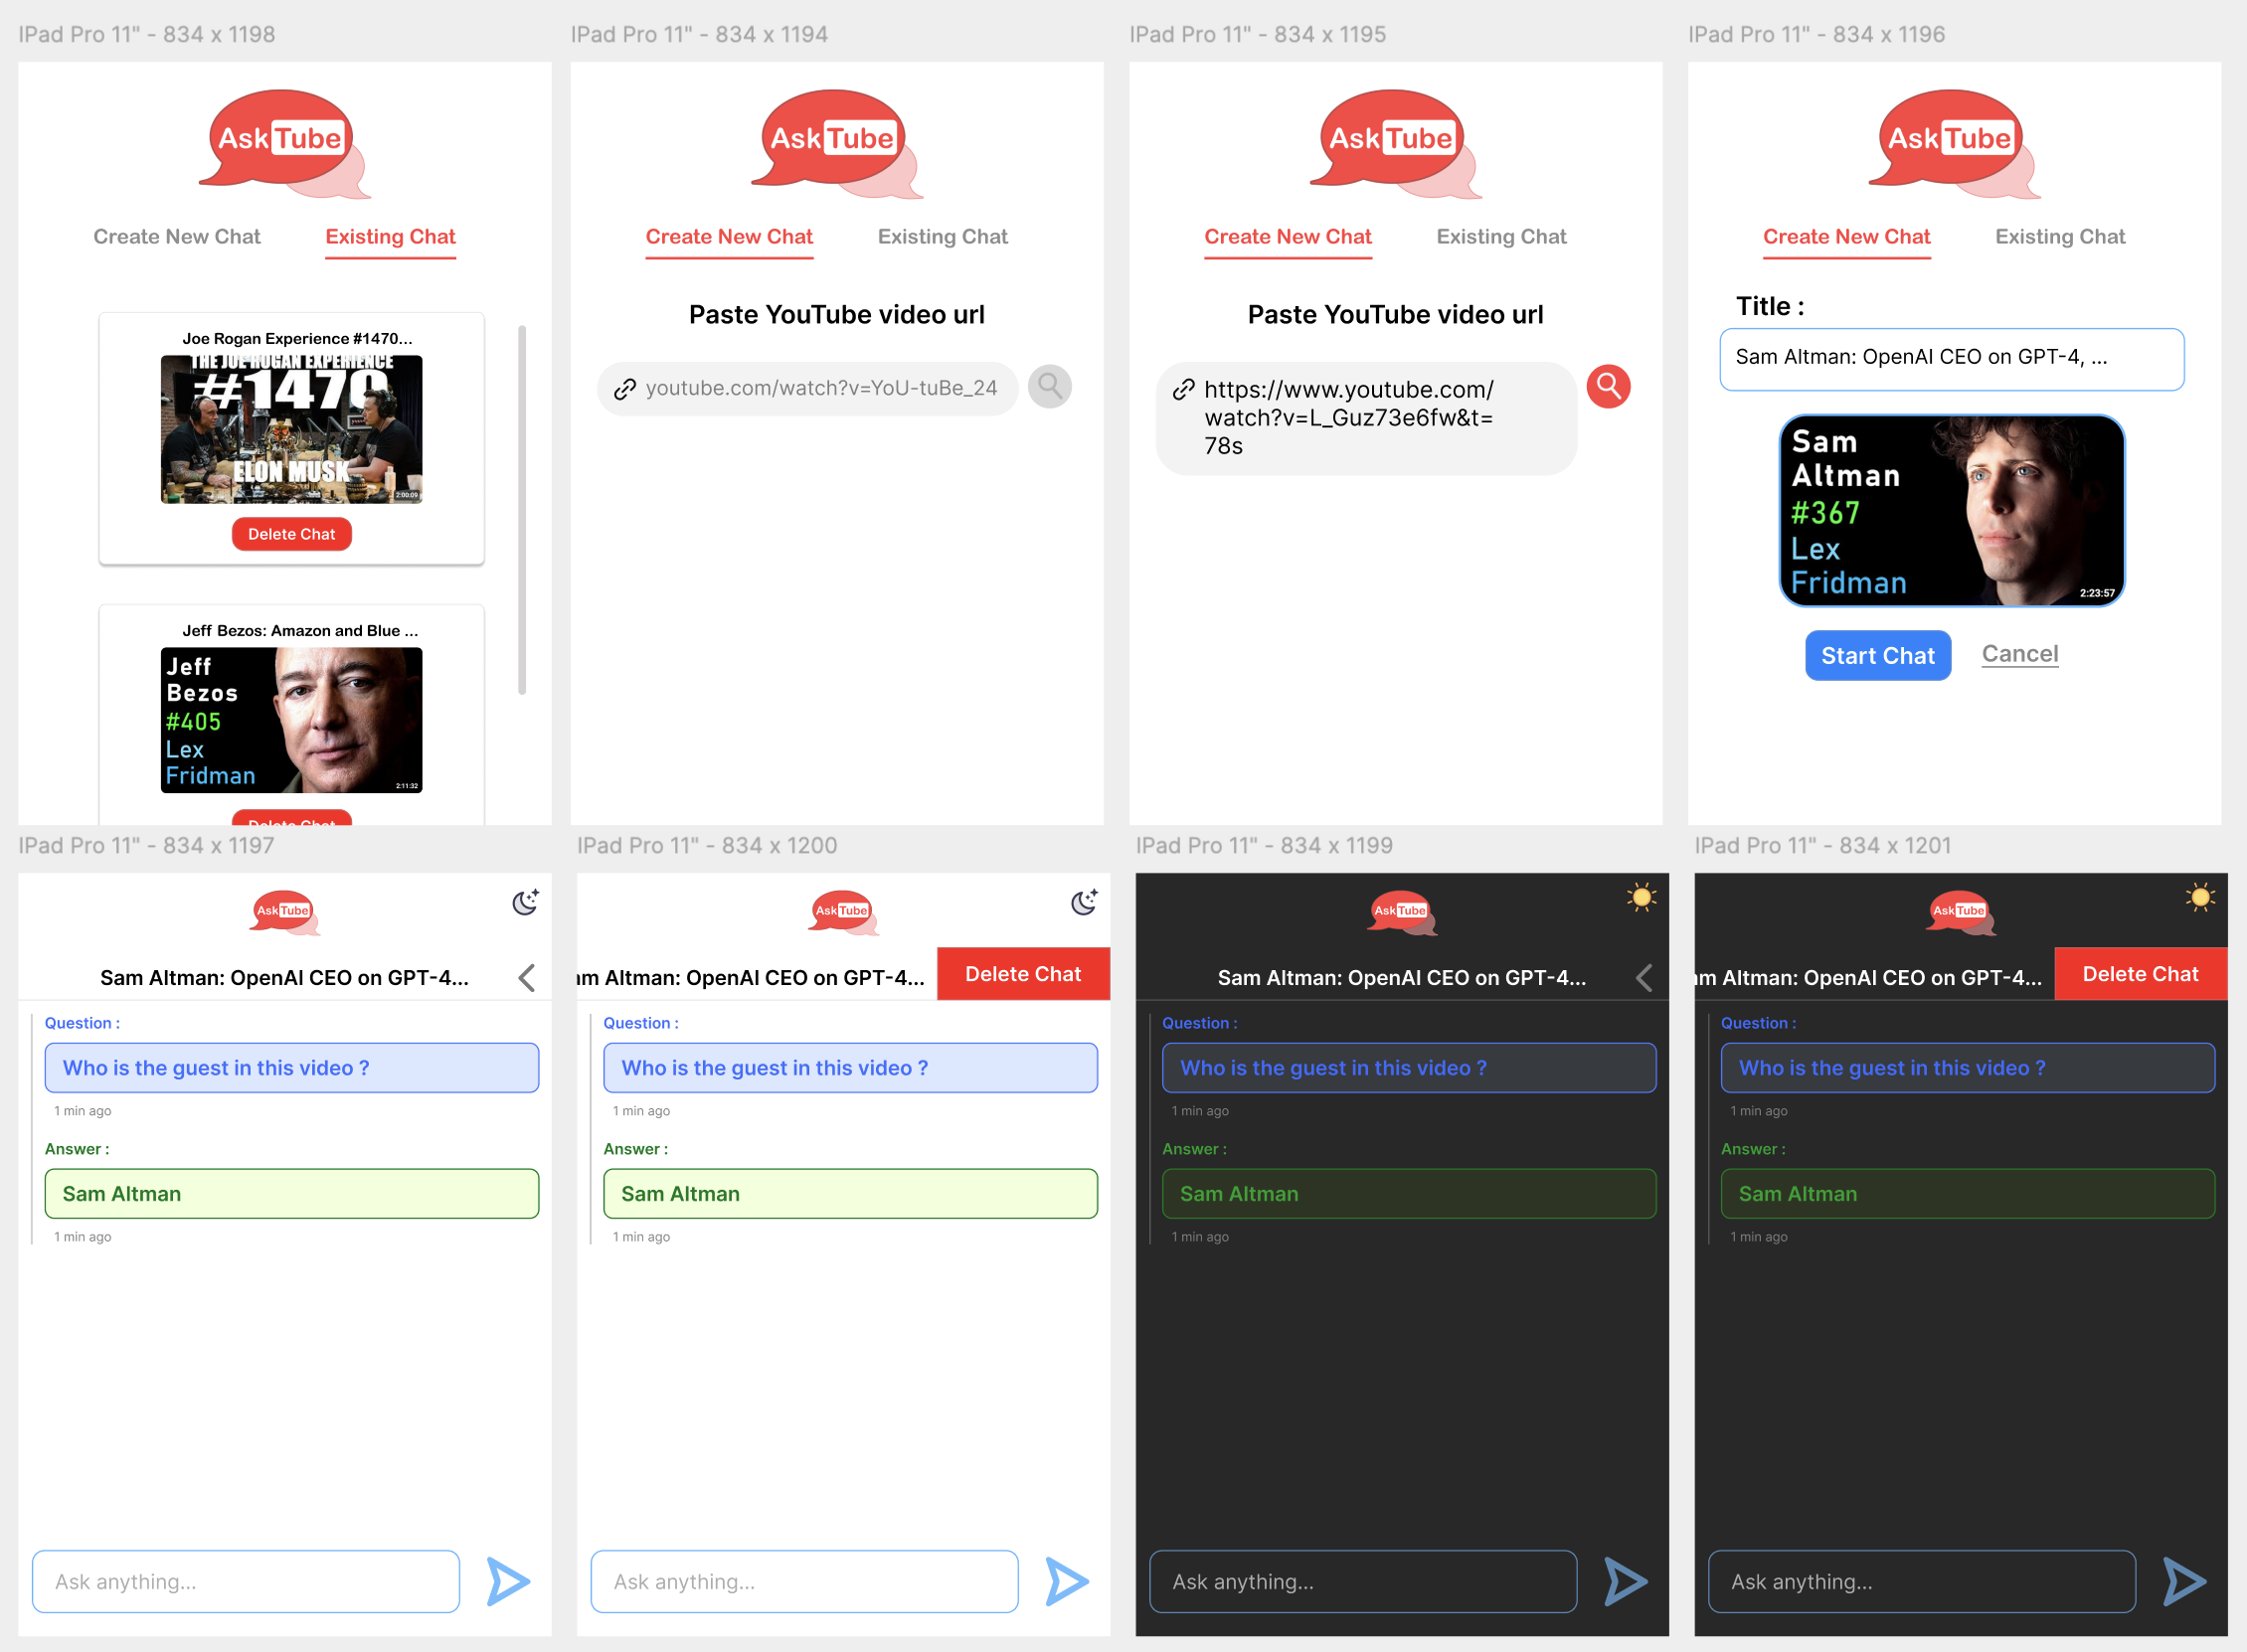 IPad Pro 11" - 834 x 1198
AskTube
Create New Chat
Existing Chat
Joe Rogan Experience #1470...
THE JOE ROGAN EXPERIENCE
#1470
ELON MUSK
2:00:09
Delete Chat
Jeff Bezos: Amazon and Blue ...
Jeff
Bezos
#405
Lex
Fridman
2:11:32
Delete Chat
IPad Pro 11" - 834 x 1194
AskTube
Create New Chat
Existing Chat
Paste YouTube video url
youtube.com/watch?v=YoU-tuBe_24
IPad Pro 11" - 834 x 1195
AskTube
Create New Chat
Existing Chat
Paste YouTube video url
https://www.youtube.com/
watch?v=L_Guz73e6fw&t=
78s
IPad Pro 11" - 834 x 1196
AskTube
Create New Chat
Existing Chat
Title :
Sam Altman: OpenAI CEO on GPT-4, ...
Sam
Altman
#367
Lex
Fridman
2:23:57
Start Chat
Cancel
IPad Pro 11" - 834 x 1197
AskTube
Sam Altman: OpenAI CEO on GPT-4...
Question :
Who is the guest in this video ?
1 min ago
Answer :
Sam Altman
1 min ago
Ask anything...
IPad Pro 11" - 834 x 1200
AskTube
am Altman: OpenAI CEO on GPT-4...
Delete Chat
Question :
Who is the guest in this video ?
1 min ago
Answer :
Sam Altman
1 min ago
Ask anything...
IPad Pro 11" - 834 x 1199
AskTube
Sam Altman: OpenAI CEO on GPT-4...
Question :
Who is the guest in this video ?
1 min ago
Answer :
Sam Altman
1 min ago
Ask anything...
IPad Pro 11" - 834 x 1201
AskTube
am Altman: OpenAI CEO on GPT-4...
Delete Chat
Question :
Who is the guest in this video ?
1 min ago
Answer :
Sam Altman
1 min ago
Ask anything...